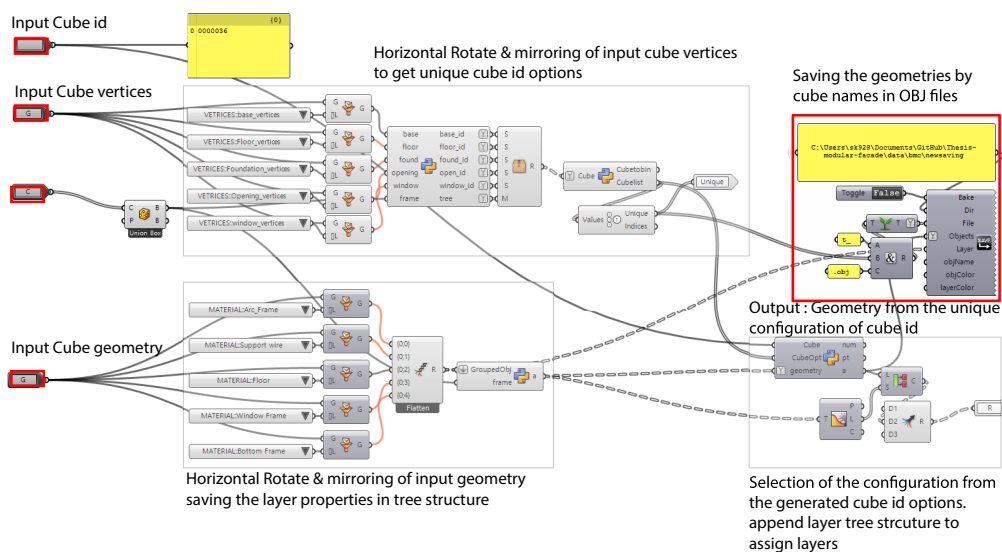 Input Cube id
{0}
0 0000036
Horizontal Rotate & mirroring of input cube vertices
to get unique cube id options
Saving the geometries by
cube names in OBJ files
Input Cube vertices
G
VETRICES:base_vertices
G
[]L
G
VETRICES:Floor_vertices
G
[]L
G
VETRICES:Foundation_vertices
G
[]L
G
VETRICES:Opening_vertices
G
[]L
G
VETRICES:window_vertices
G
[]L
G
base
floor
found
opening
window
frame
base_id
floor_id
found_id
open_id
window_id
tree
S
S
S
S
S
M
R
Cube
Cubetobin
Cubelist
Unique
Values
Unique
Indices
C:\Users\sk928\Documents\GitHub\Thesis-
modular-facade\data\bmc\newsaving
Toggle
False
T
T
t_
.obj
A
B
C
R
Bake
Dir
File
Objects
Layer
objName
objColor
layerColor
SAVE
C
C
P
B
B
Union Box
Input Cube geometry
G
MATERIAL:Arc_Frame
G
[]L
G
MATERIAL:Support wire
G
[]L
G
MATERIAL:Floor
G
[]L
G
MATERIAL:Window Frame
G
[]L
G
MATERIAL:Bottom Frame
G
[]L
G
{0;0}
{0;1}
{0;2}
{0;3}
{0;4}
R
Flatten
GroupedObj
frame
a
Output : Geometry from the unique
configuration of cube id
Cube
CubeOpt
geometry
num
pt
a
T
P
L
C
L
S
C
D1
D2
D3
R
R
Horizontal Rotate & mirroring of input geometry
saving the layer properties in tree structure
Selection of the configuration from
the generated cube id options.
append layer tree strcuture to
assign layers